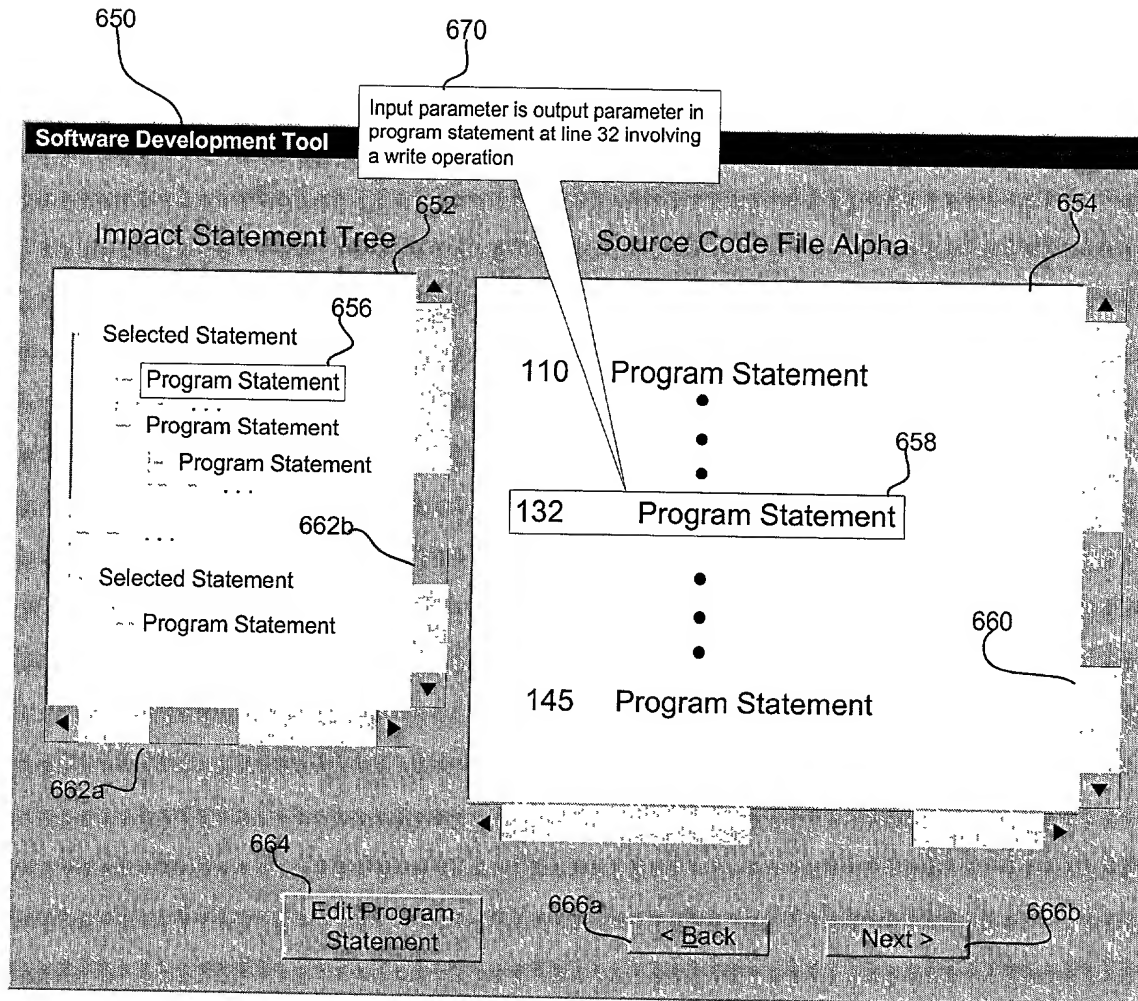 650
670
Input parameter is output parameter in
program statement at line 32 involving
a write operation
Software Development Tool
652
654
Impact Statement Tree
Source Code File Alpha
656
Selected Statement
Program Statement
. . .
Program Statement
Program Statement
. . .
. . .
662b
Selected Statement
Program Statement
110 Program Statement
658
132 Program Statement
660
145 Program Statement
662a
664
Edit Program
Statement
666a
< Back
Next >
666b